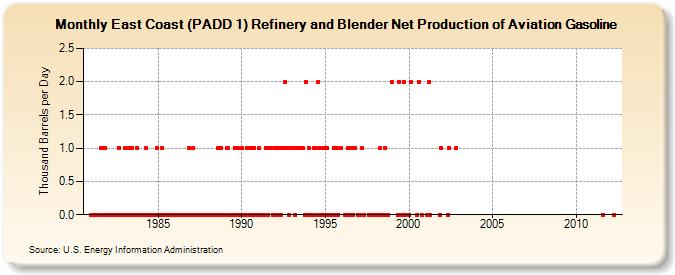 Monthly East Coast (PADD 1) Refinery and Blender Net Production of Aviation Gasoline
Thousand Barrels per Day
2.5
2.0
1.5
1.0
0.5
0.0
1985 1990 1995 2000 2005 2010
Source: U.S. Energy Information Administration